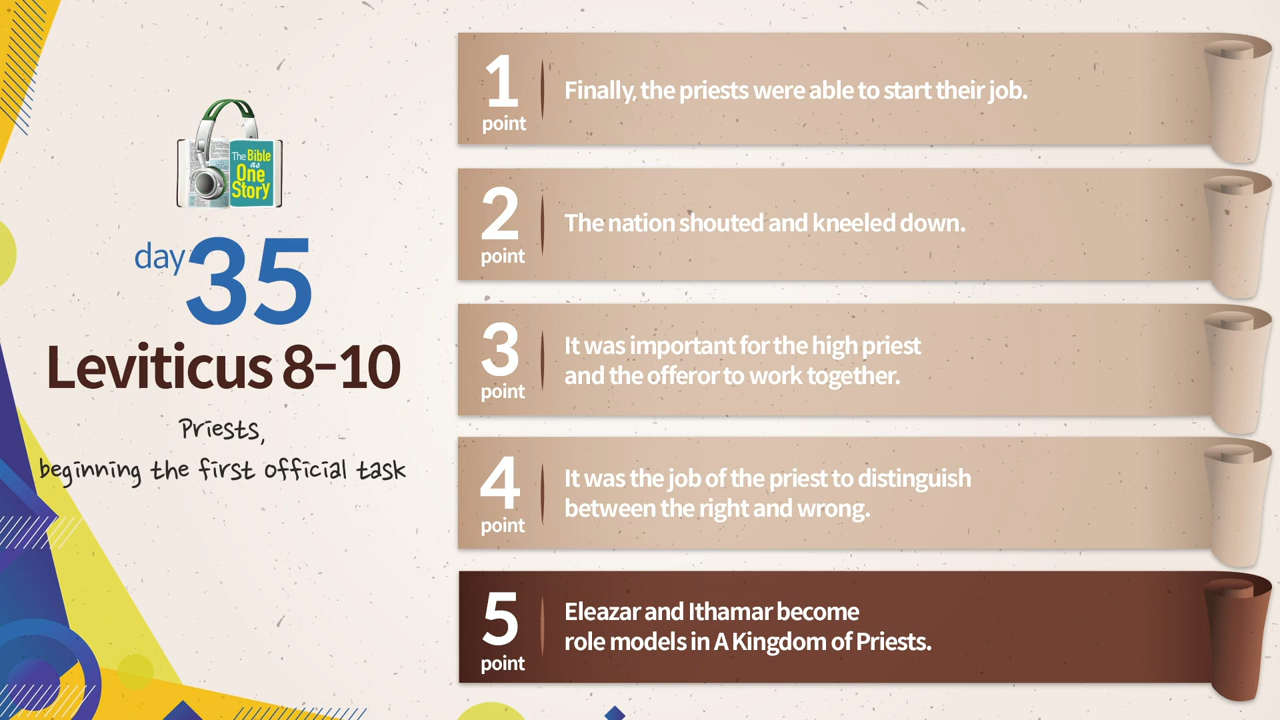 The Bible
as
One
Story
day 35
Leviticus 8-10
Priests,
beginning the first official task
1
point
Finally, the priests were able to start their job.
2
point
The nation shouted and kneeled down.
3
point
It was important for the high priest
and the offeror to work together.
4
point
It was the job of the priest to distinguish
between the right and wrong.
5
point
Eleazar and Ithamar become
role models in A Kingdom of Priests.